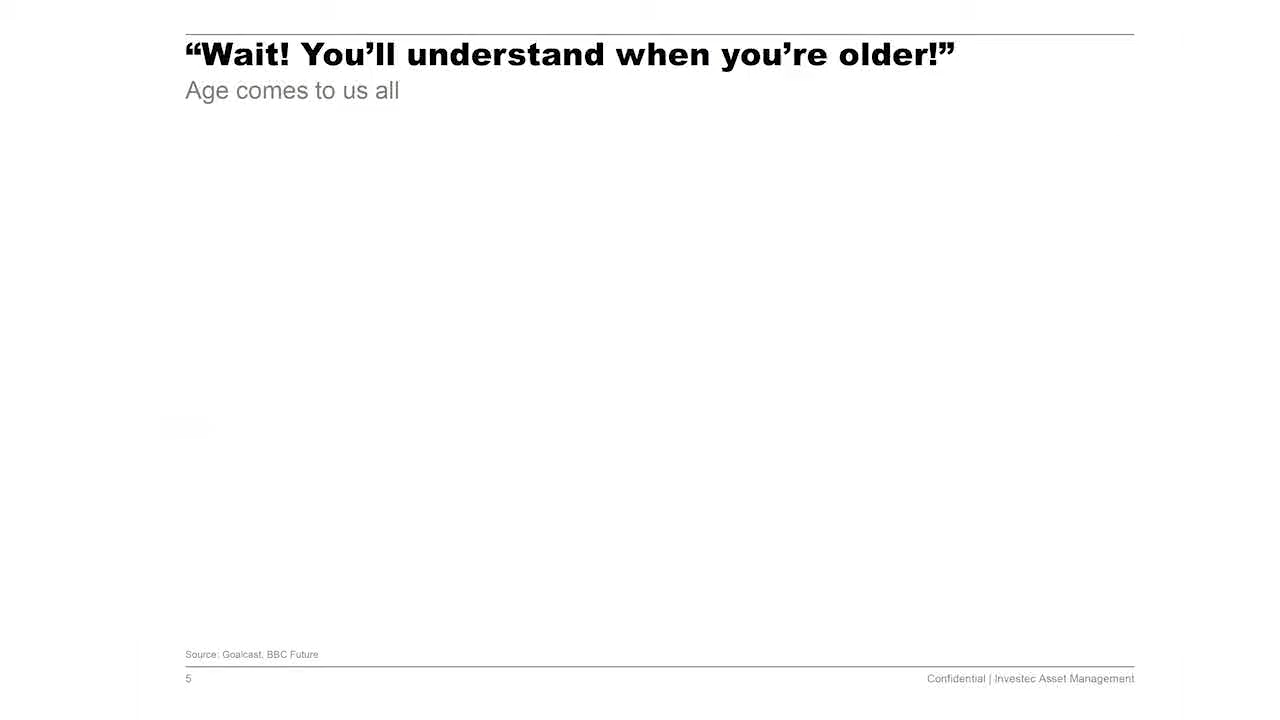 “Wait! You’ll understand when you’re older!”
Age comes to us all
Source: Goalcast, BBC Future
5
Confidential | Investec Asset Management